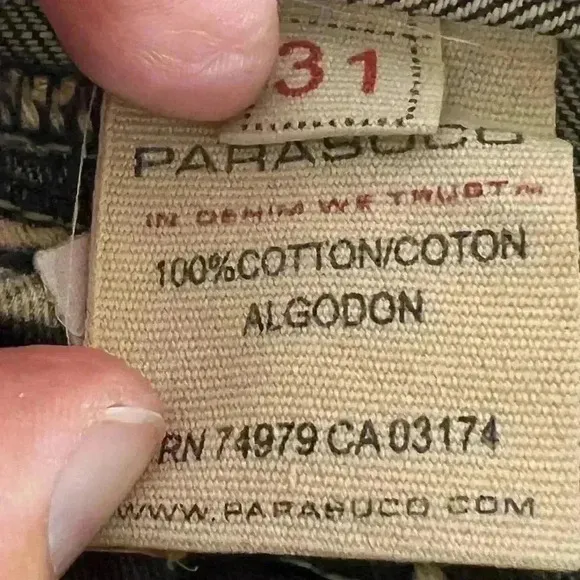 31
PARASUCO
IN DENIM WE TRUST™
100%COTTON/COTON
ALGODON
RN 74979 CA 03174
WWW.PARASUCO.COM